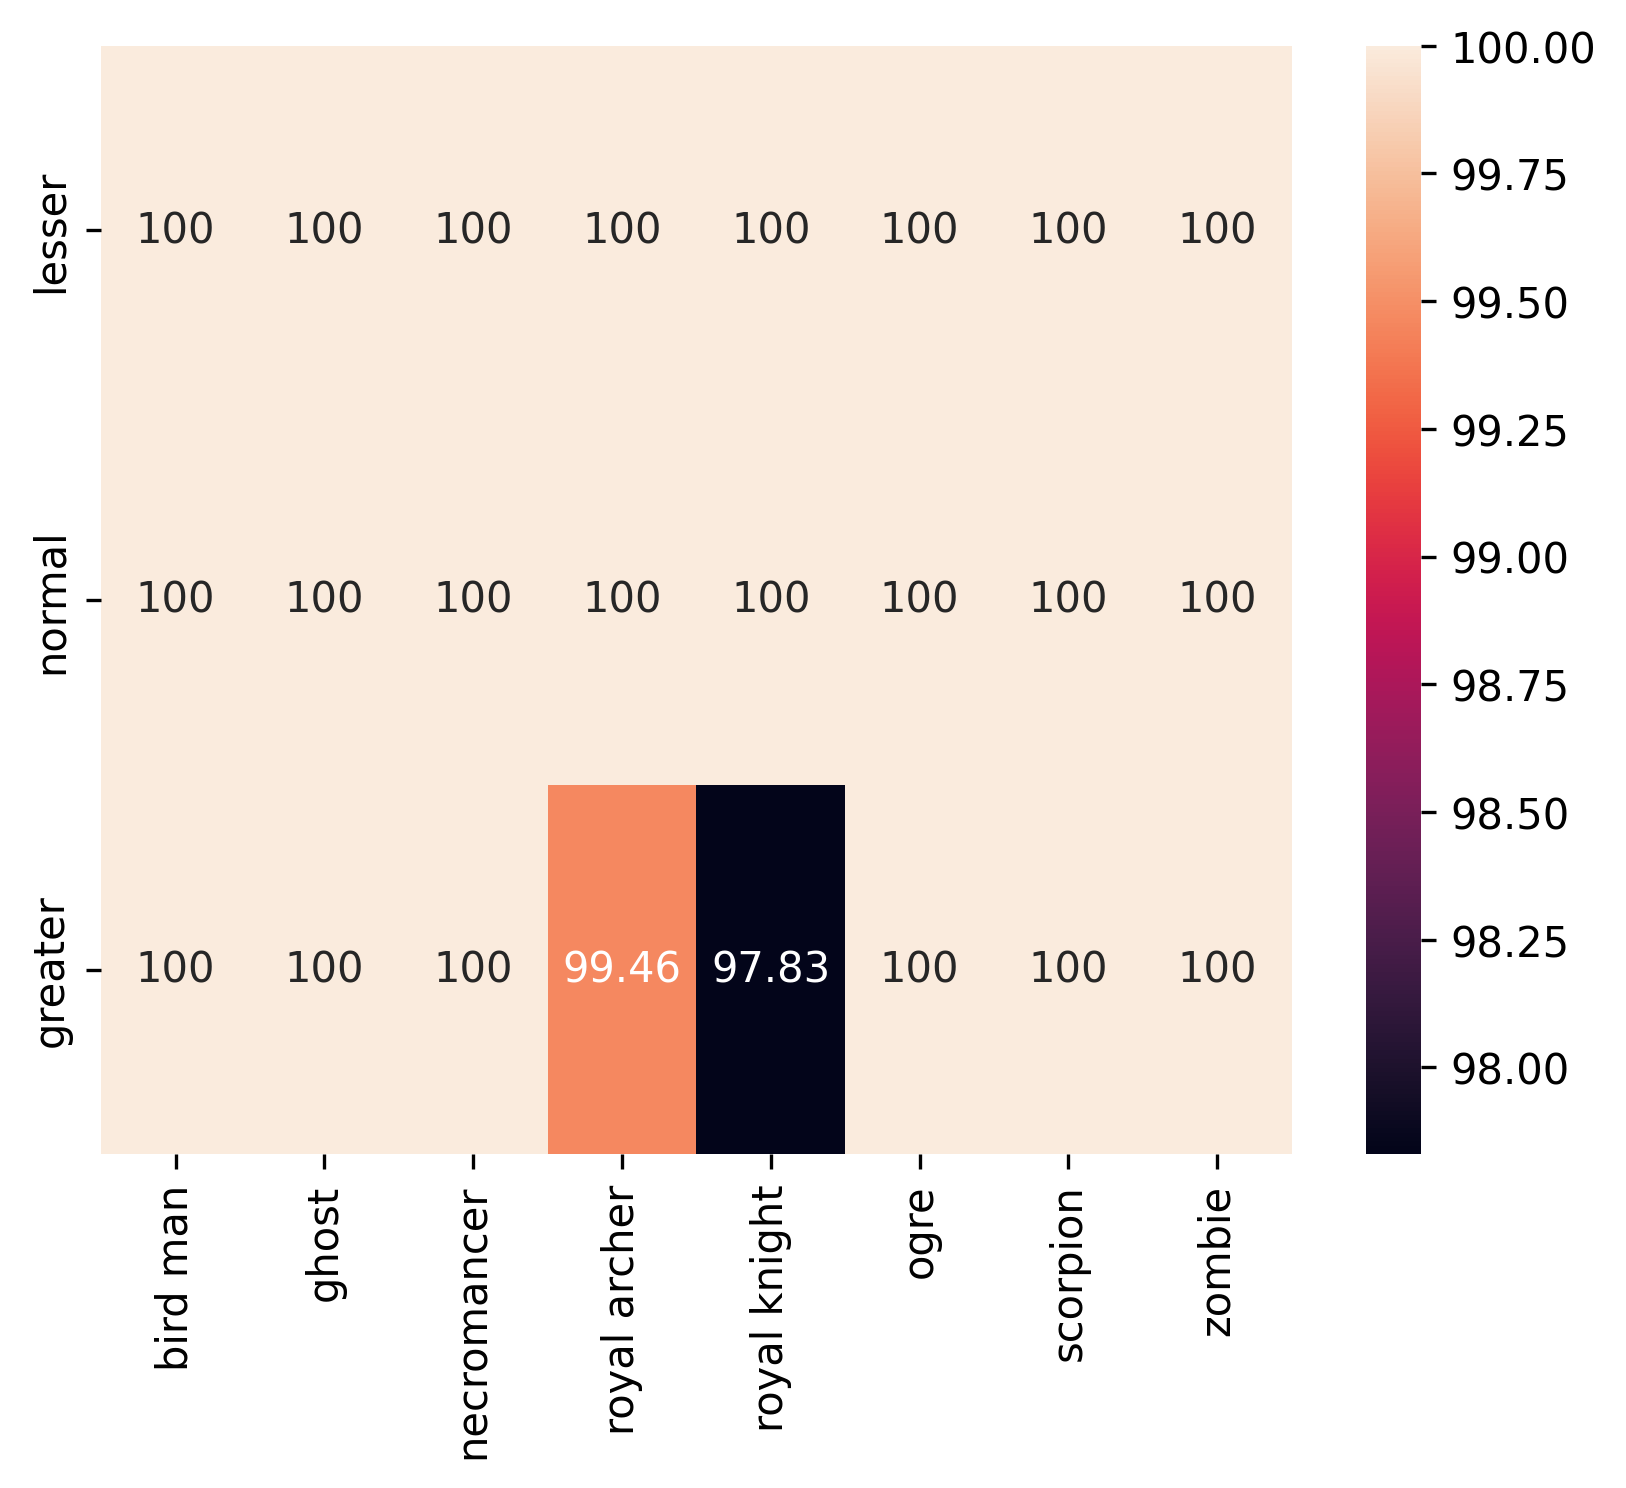 lesser 100 100 100 100 100 100 100 100
normal 100 100 100 100 100 100 100 100
greater 100 100 100 99.46 97.83 100 100 100
bird man ghost necromancer royal archer royal knight ogre scorpion zombie
100.00
99.75
99.50
99.25
99.00
98.75
98.50
98.25
98.00